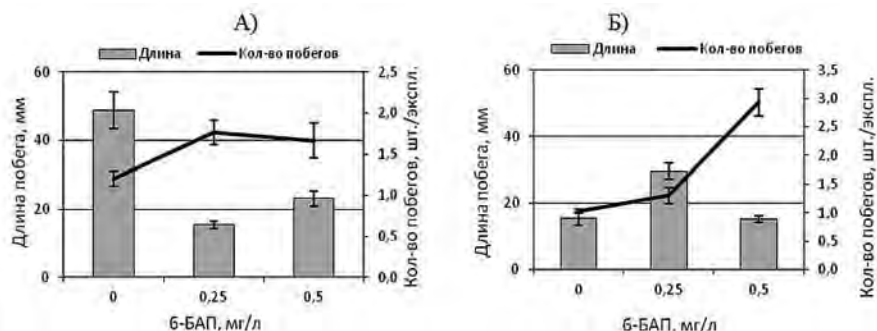 А)
Длина Кол-во побегов
Длина побега, мм
60
40
20
0
2,5
2,0
1,5
1,0
0,5
0,0
Кол-во побегов, шт./экспл.
0 0,25 0,5
6-БАП, мг/л
Б)
Длина Кол-во побегов
Длина побега, мм
60
40
20
0
3,5
3,0
2,5
2,0
1,5
1,0
0,5
0,0
Кол-во побегов, шт./экспл.
0 0,25 0,5
6-БАП, мг/л